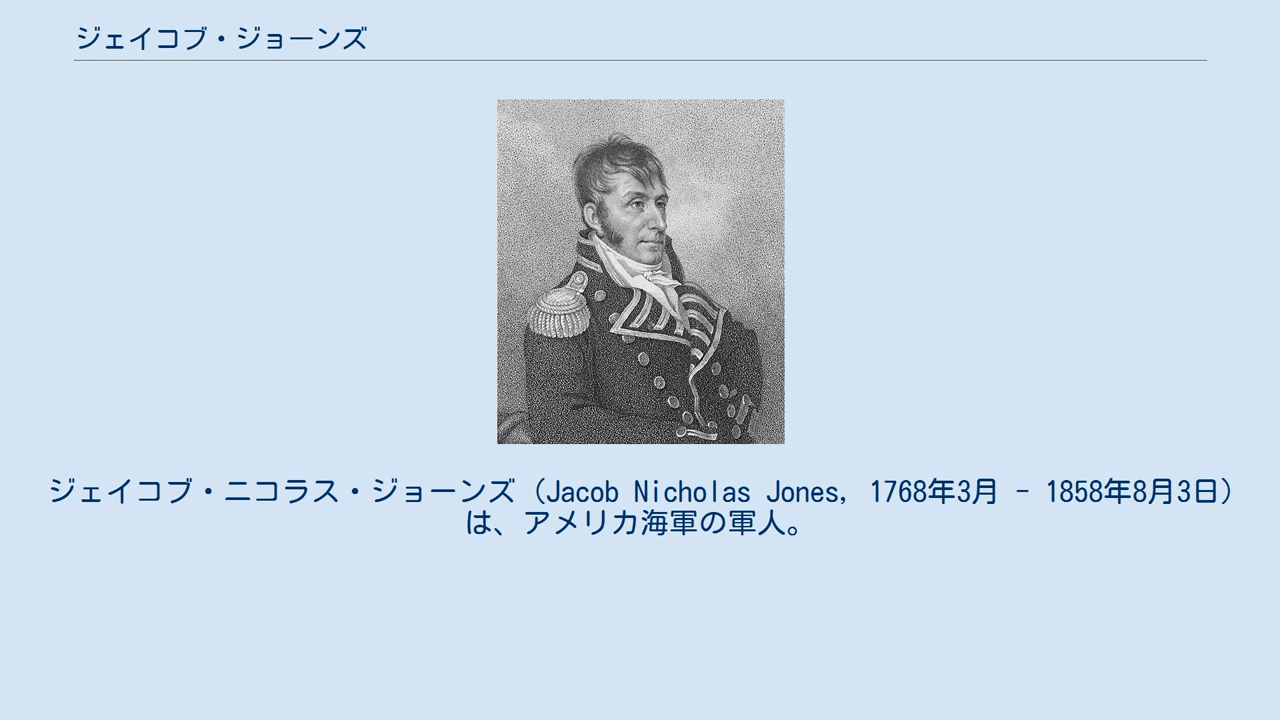 ジェイコブ・ジョーンズ
ジェイコブ・ニコラス・ジョーンズ（Jacob Nicholas Jones, 1768年3月 - 1858年8月3日）
は、アメリカ海軍の軍人。